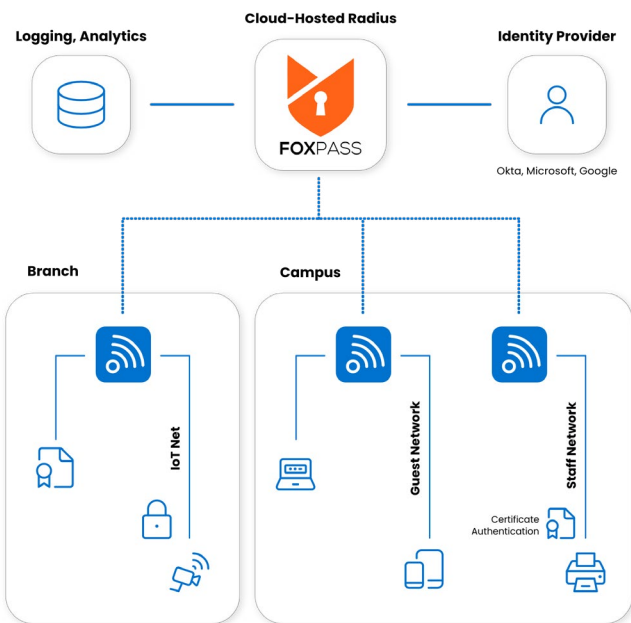 Cloud-Hosted Radius
Logging, Analytics
Identity Provider
FOXPASS
Okta, Microsoft, Google
Branch
Campus
IoT Net
Guest Network
Staff Network
Certificate
Authentication